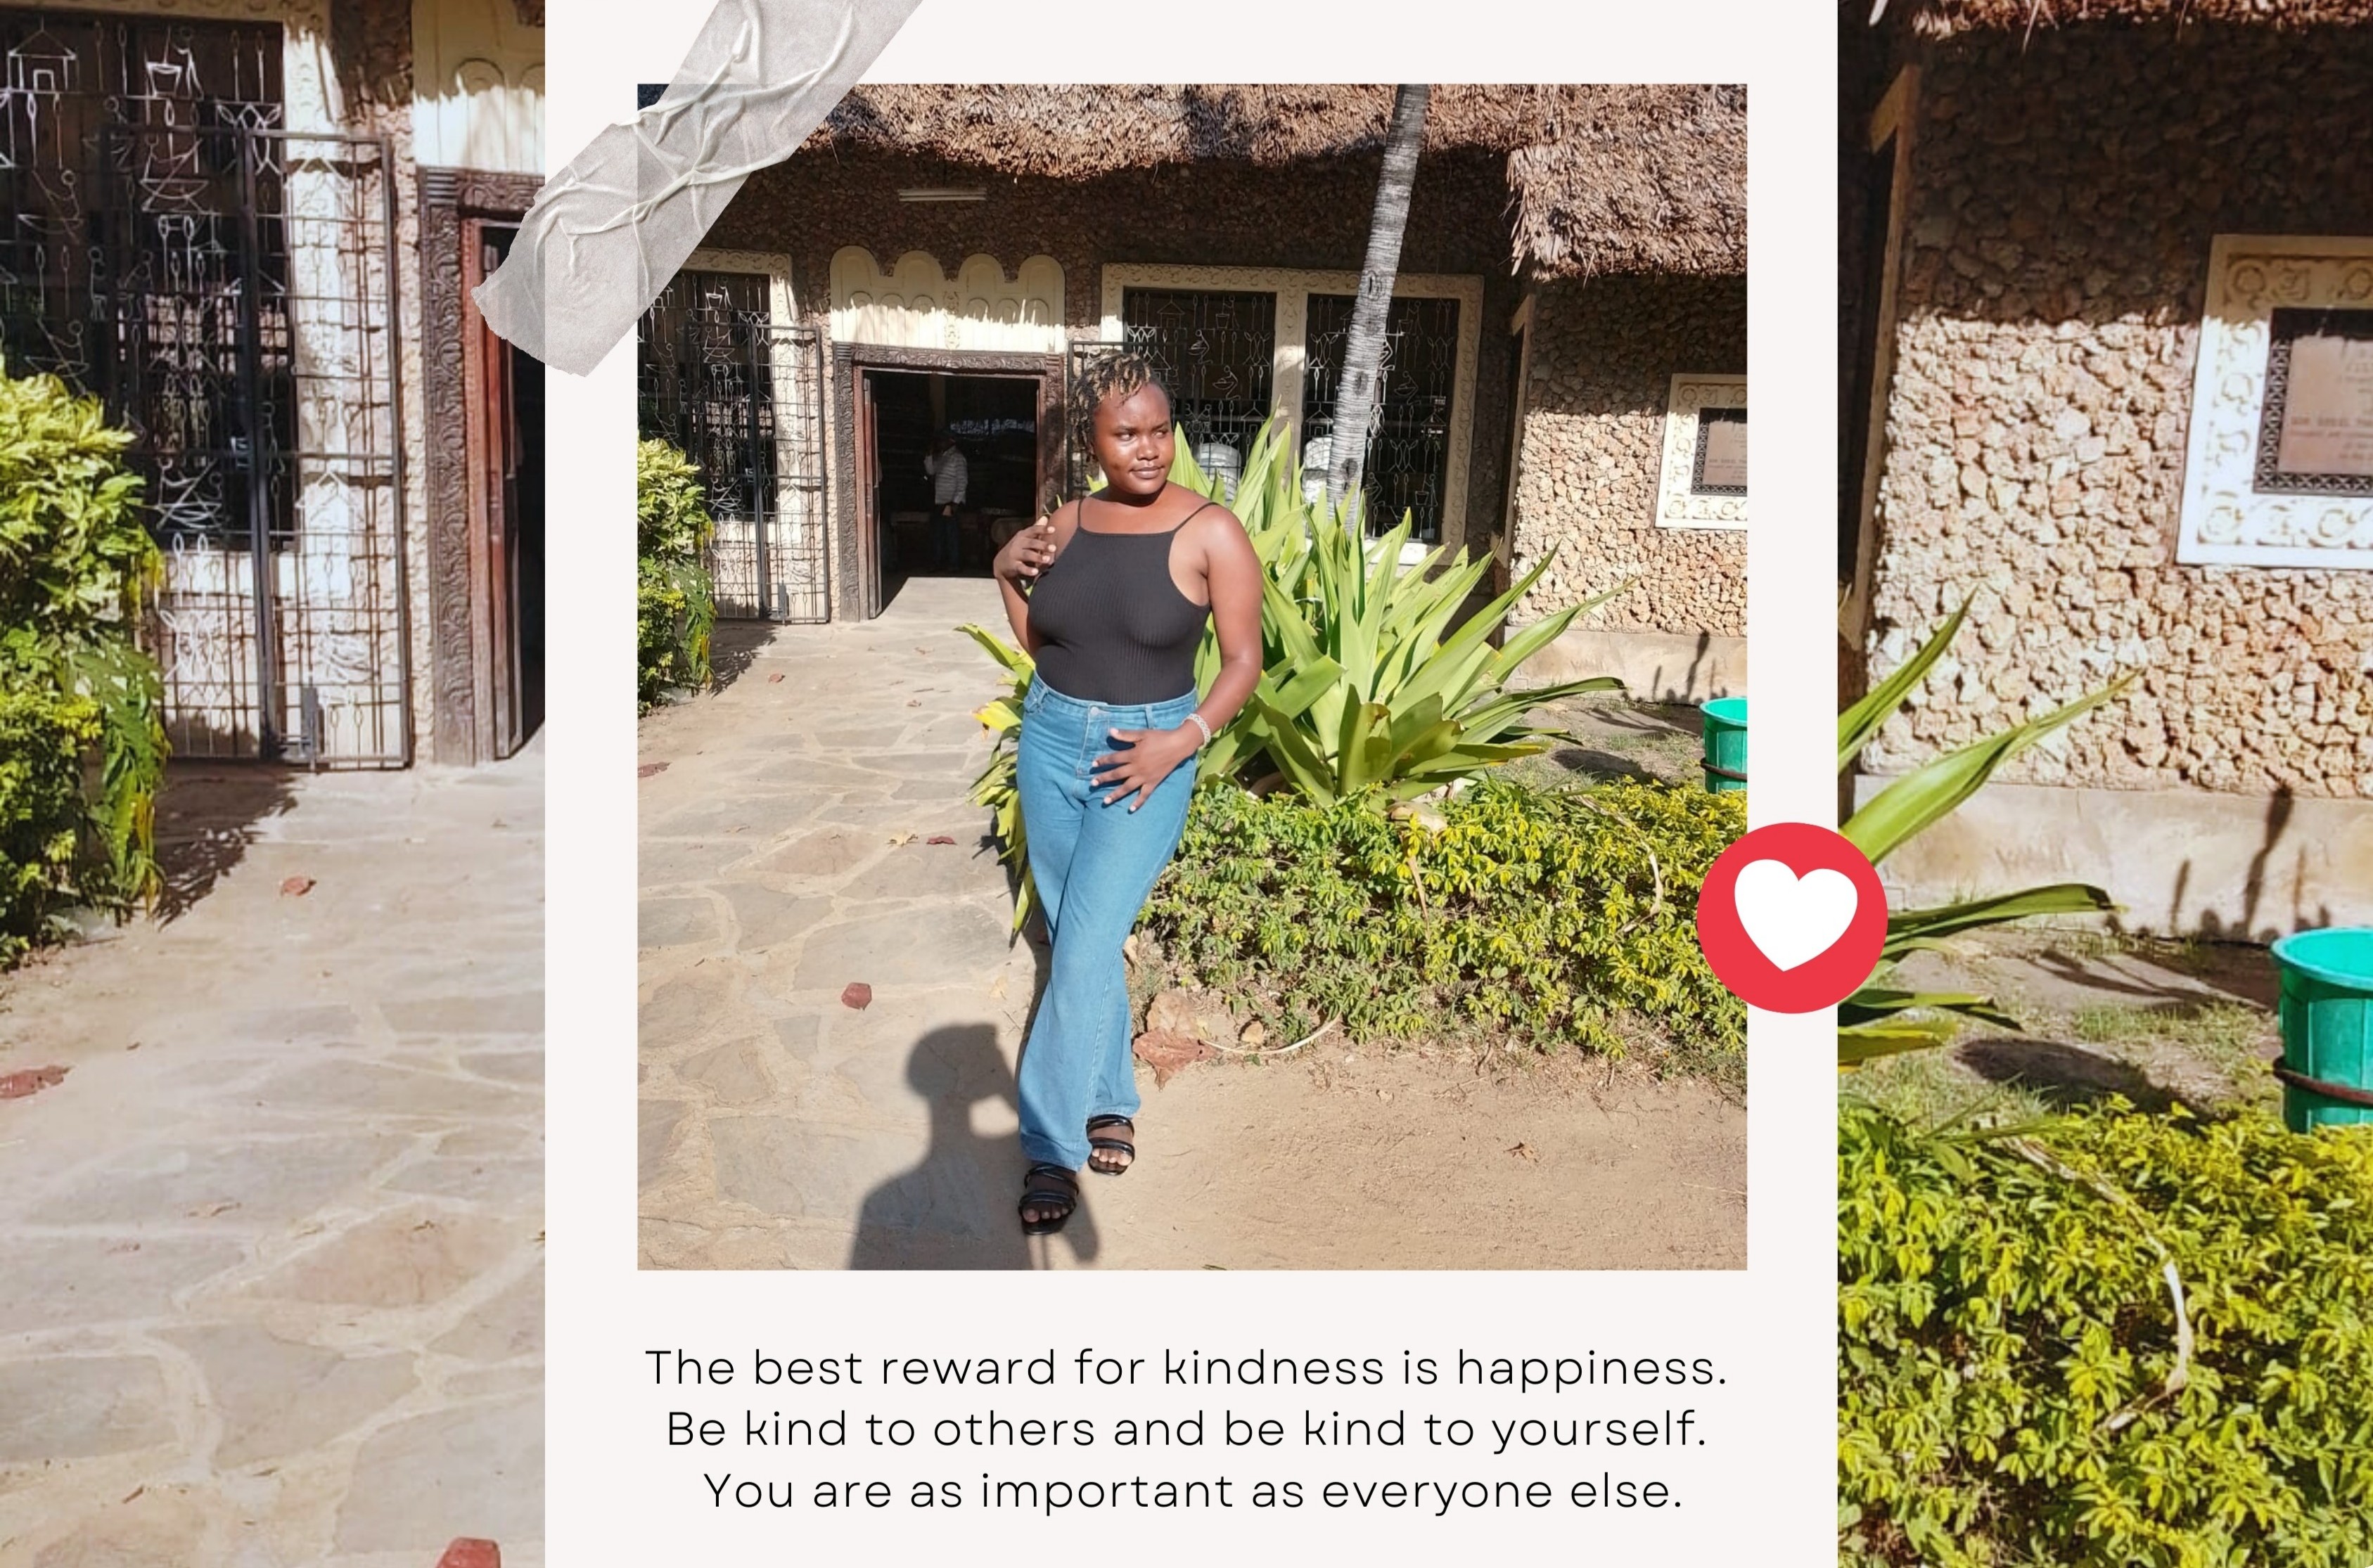 The best reward for kindness is happiness.
Be kind to others and be kind to yourself.
You are as important as everyone else.